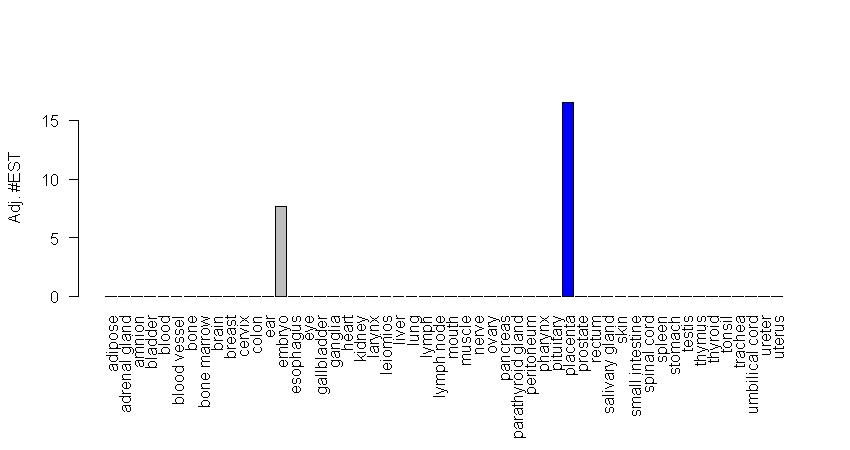 Adj. #EST
15
10
5
0
adipose
adrenal gland
amnion
bladder
blood
blood vessel
bone
bone marrow
brain
breast
cervix
colon
ear
embryo
esophagus
eye
gallbladder
ganglia
heart
kidney
larynx
leiomios
liver
lung
lymph
lymph node
mouth
muscle
nerve
ovary
pancreas
parathyroid gland
peritoneum
pharynx
pituitary
placenta
prostate
rectum
salivary gland
skin
small intestine
spinal cord
spleen
stomach
testis
thymus
thyroid
tonsil
trachea
umbilical cord
ureter
uterus